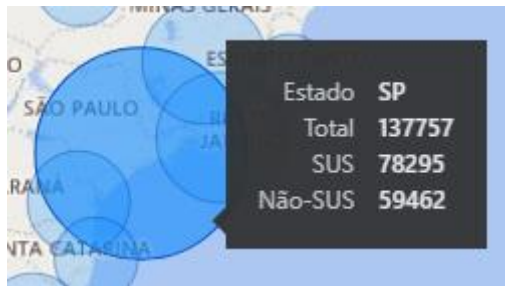 MINAS GERAIS
SÃO PAULO
Estado SP
Total 137757
SUS 78295
Não-SUS 59462